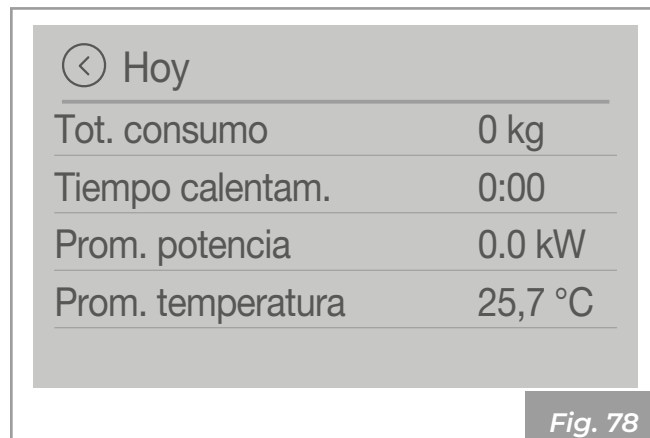 Hoy
Tot. consumo 0 kg
Tiempo calentam. 0:00
Prom. potencia 0.0 kW
Prom. temperatura 25,7 °C
Fig. 78